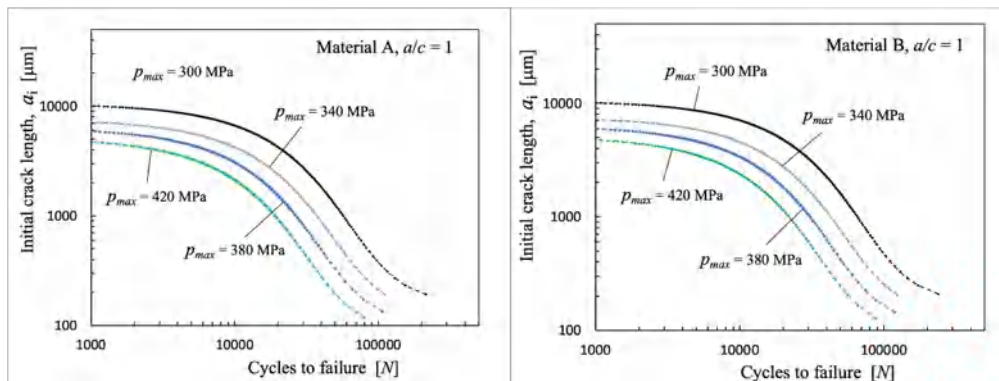 Material A, a/c = 1
p_max = 300 MPa
p_max = 340 MPa
p_max = 420 MPa
p_max = 380 MPa
Initial crack length, a_i [μm]
10000
1000
100
1000
10000
100000
Cycles to failure [N]
Material B, a/c = 1
p_max = 300 MPa
p_max = 340 MPa
p_max = 420 MPa
p_max = 380 MPa
Initial crack length, a_i [μm]
10000
1000
100
1000
10000
100000
Cycles to failure [N]